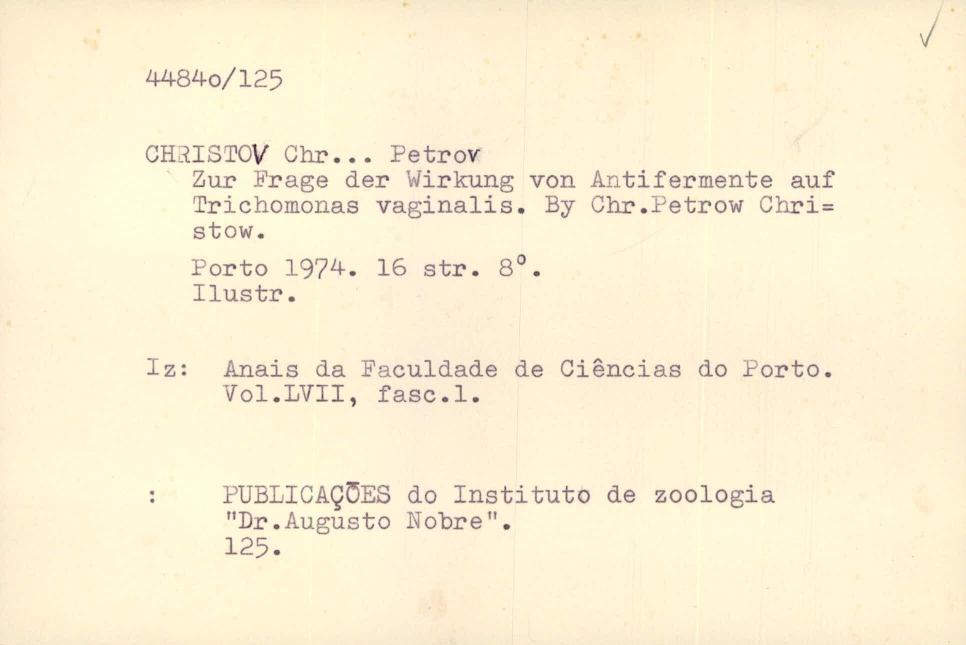 4484o/125
CHRISTOV Chr... Petrov
Zur Frage der Wirkung von Antifermente auf
Trichomonas vaginalis. By Chr.Petrow Chri=
stow.
Porto 1974. 16 str. 8°.
Ilustr.
Iz: Anais da Faculdade de Ciências do Porto.
Vol.LVII, fasc.1.
: PUBLICAÇÕES do Instituto de zoologia
"Dr.Augusto Nobre".
125.